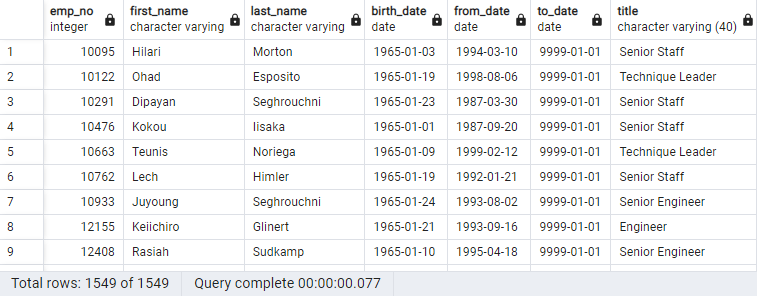 emp_no first_name last_name birth_date from_date to_date title
integer character varying character varying date date date character varying (40)
1 10095 Hilari Morton 1965-01-03 1994-03-10 9999-01-01 Senior Staff
2 10122 Ohad Esposito 1965-01-19 1998-08-06 9999-01-01 Technique Leader
3 10291 Dipayan Seghrouchni 1965-01-23 1987-03-30 9999-01-01 Senior Staff
4 10476 Kokou Iisaka 1965-01-01 1987-09-20 9999-01-01 Senior Staff
5 10663 Teunis Noriega 1965-01-09 1999-02-12 9999-01-01 Technique Leader
6 10762 Lech Himler 1965-01-19 1992-01-21 9999-01-01 Senior Staff
7 10933 Juyoung Seghrouchni 1965-01-24 1993-08-02 9999-01-01 Senior Engineer
8 12155 Keiichiro Glinert 1965-01-21 1993-09-16 9999-01-01 Engineer
9 12408 Rasiah Sudkamp 1965-01-10 1995-04-18 9999-01-01 Senior Engineer
Total rows: 1549 of 1549 Query complete 00:00:00.077